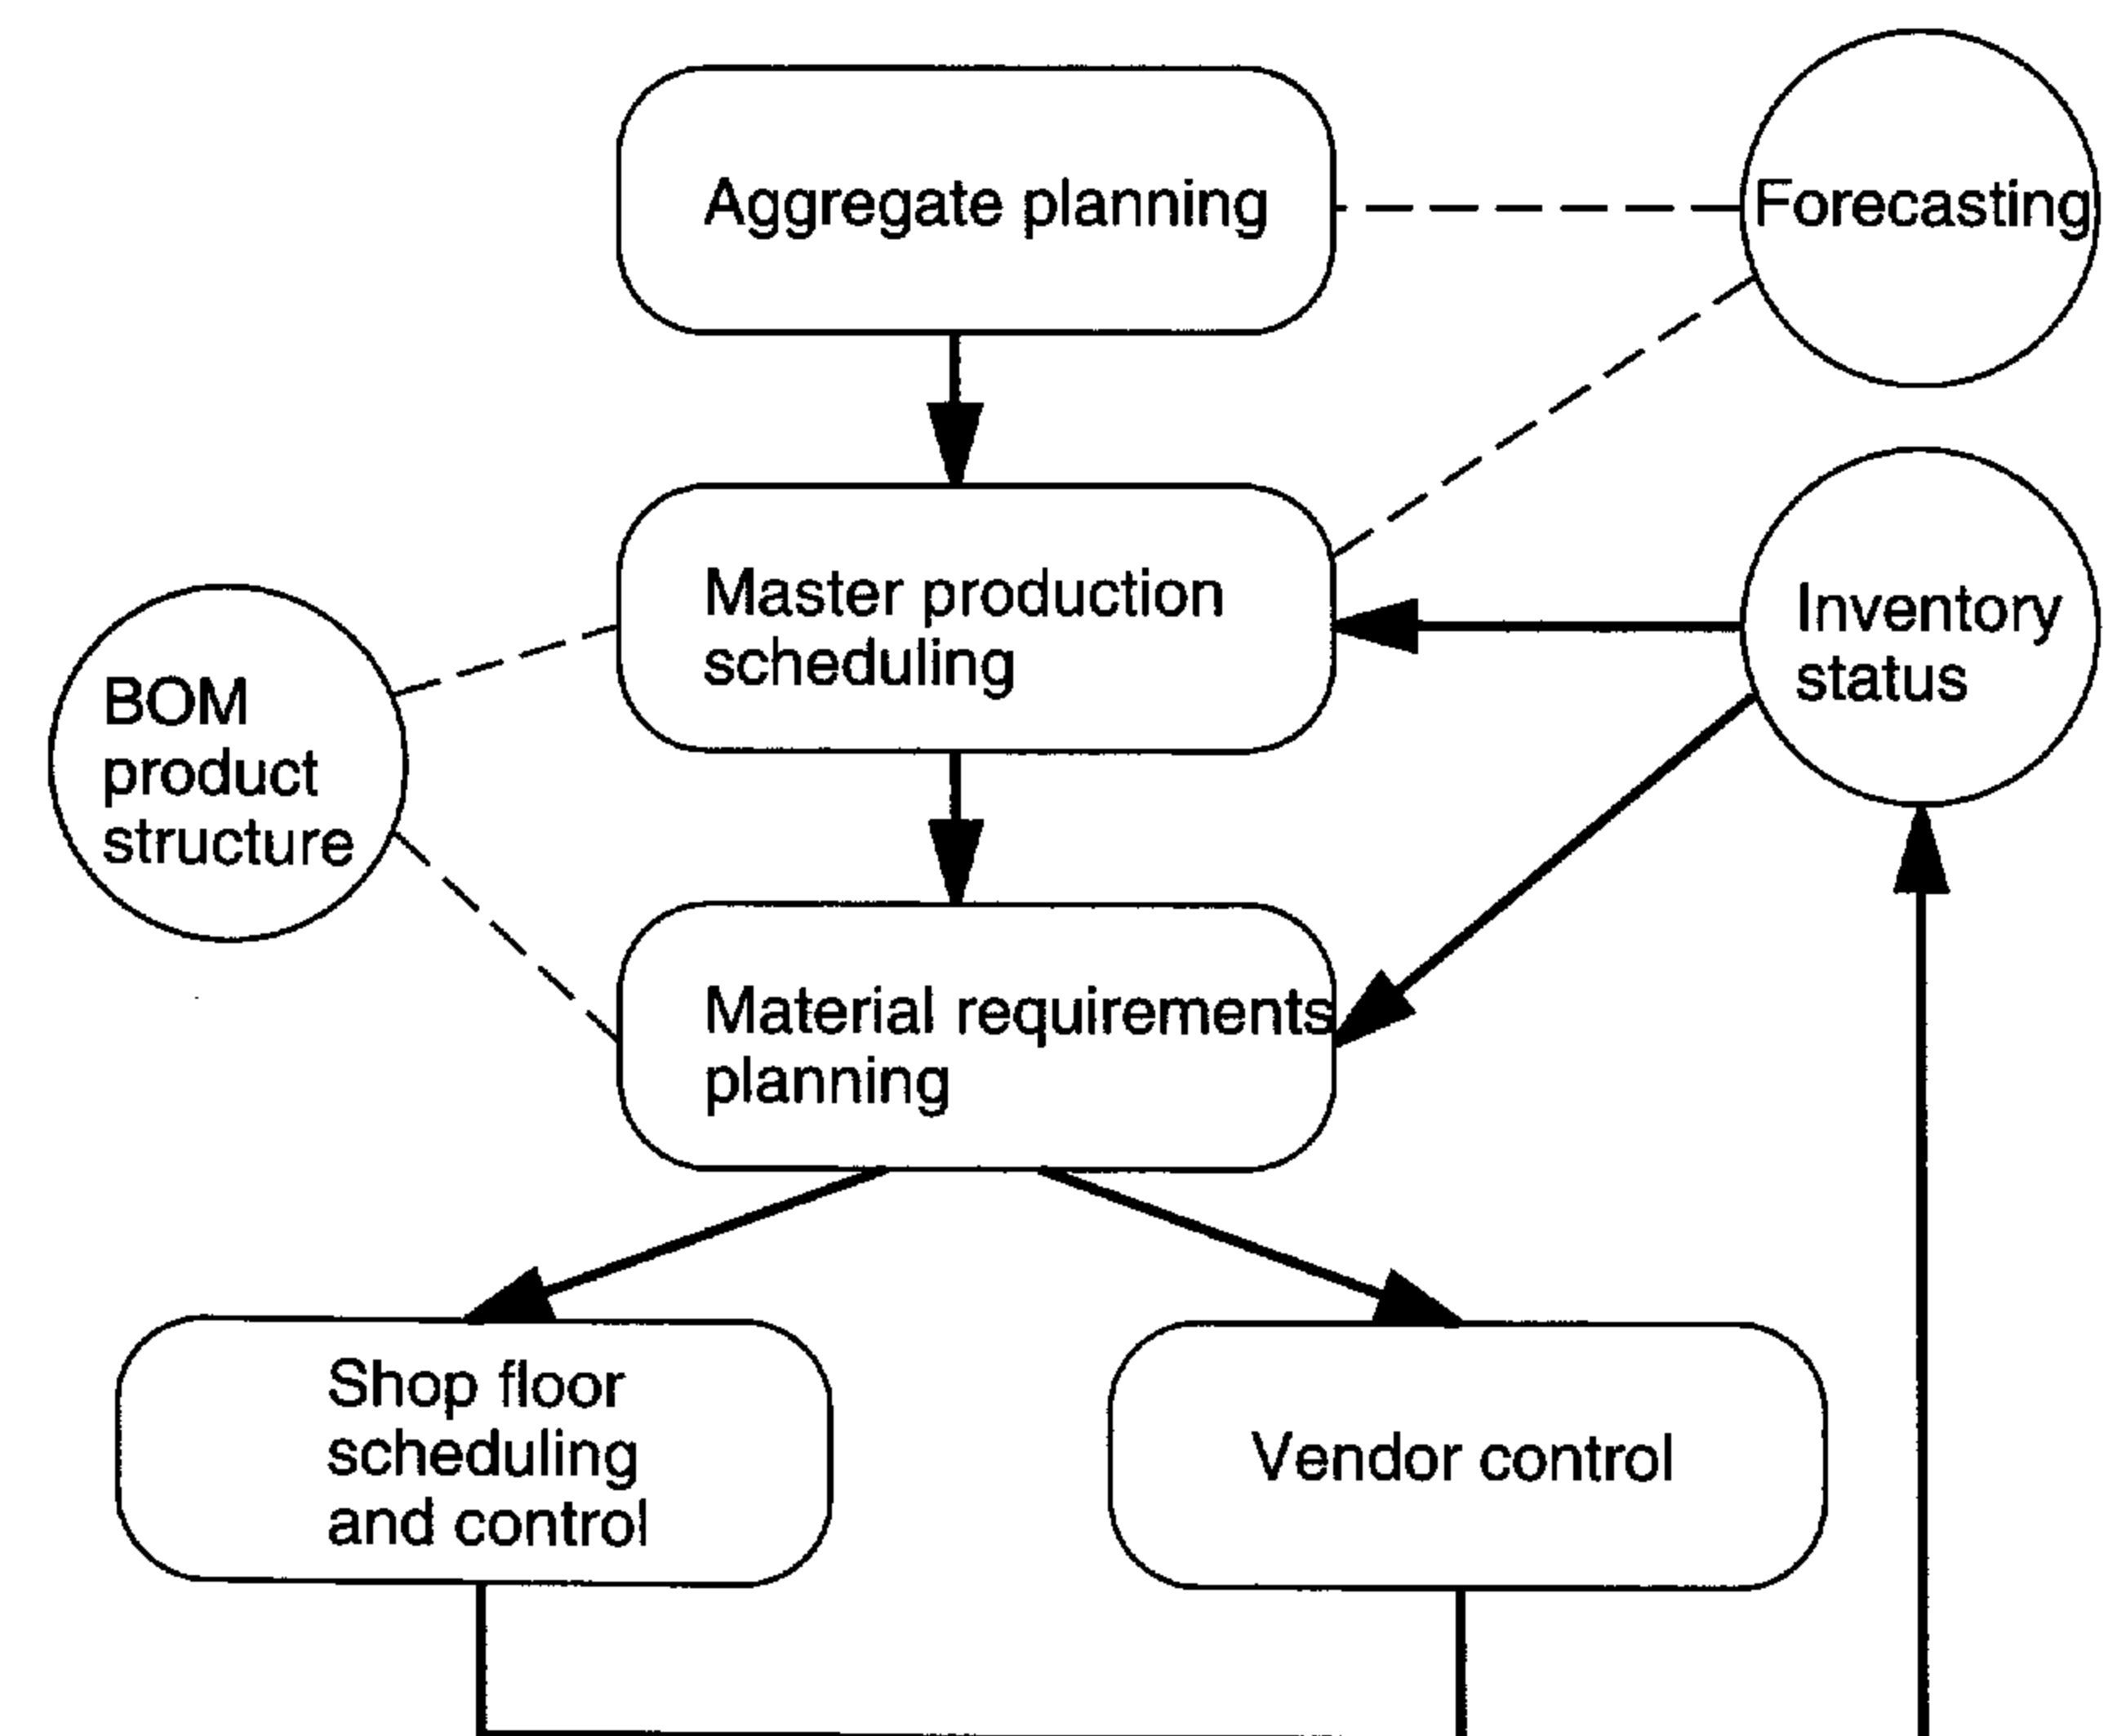 Aggregate planning
Forecasting
Master production
scheduling
Inventory
status
BOM
product
structure
Material requirements
planning
Shop floor
scheduling
and control
Vendor control